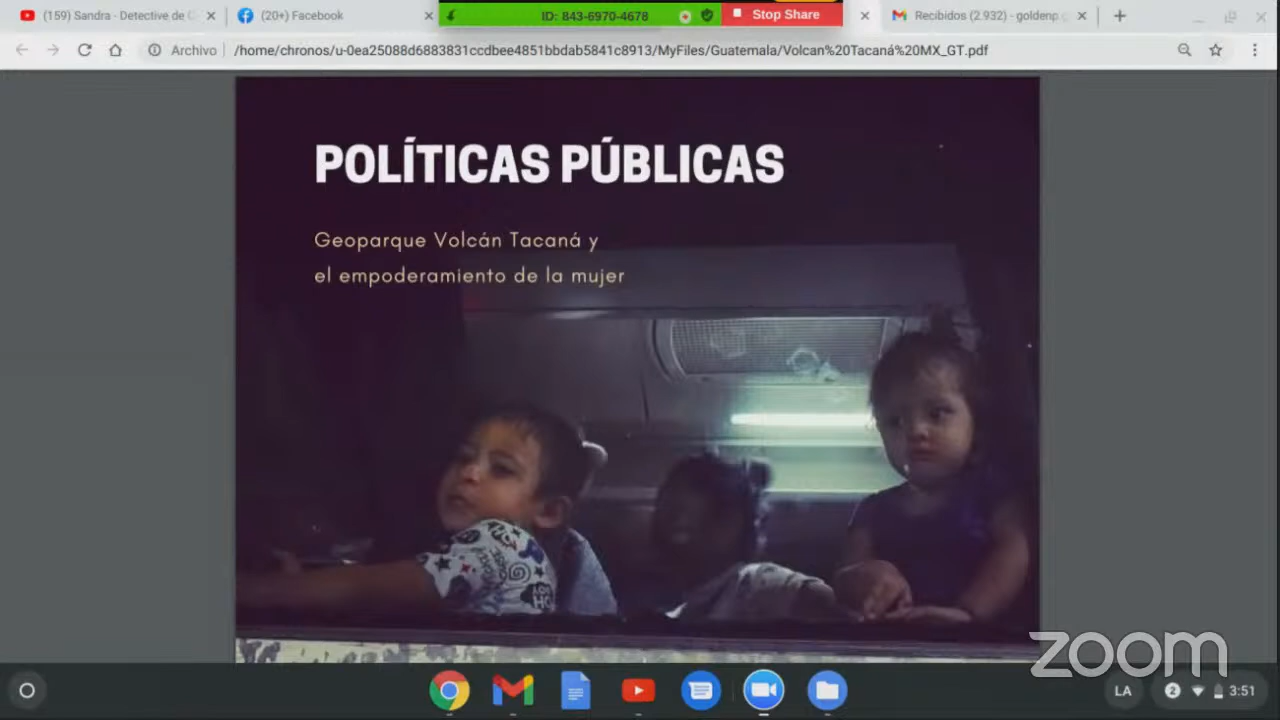 (159) Sandra - Detective de C
(20+) Facebook
ID: 843-6970-4678
Stop Share
Recibidos (2.932) - goldenp.g
Archivo
/home/chronos/u-0ea25088d6883831ccdbee4851bbdab5841c8913/MyFiles/Guatemala/Volcan%20Tacaná%20MX_GT.pdf
POLÍTICAS PÚBLICAS
Geoparque Volcán Tacaná y
el empoderamiento de la mujer
zoom
LA
2
3:51